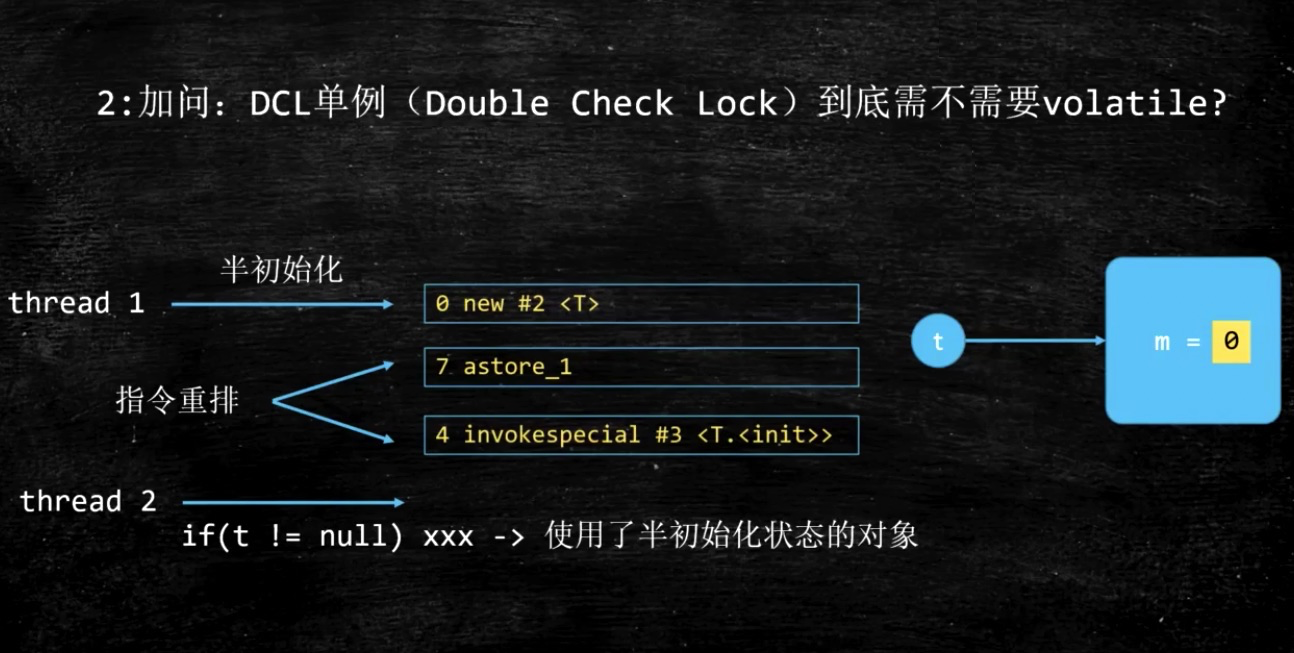 2:加问：DCL单例（Double Check Lock）到底需不需要volatile?
半初始化
thread 1
0 new #2 <T>
t
m = 0
7 astore_1
指令重排
4 invokespecial #3 <T.<init>>
thread 2
if(t != null) xxx -> 使用了半初始化状态的对象